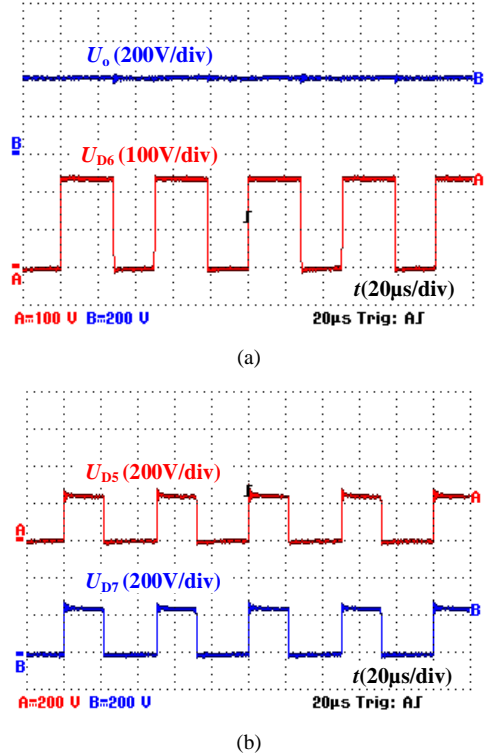 Uo (200V/div)
B
B
UD6 (100V/div)
A
A
t(20μs/div)
A=100 V B=200 V 20μs Trig: A
(a)
UD5 (200V/div)
A
A
UD7 (200V/div)
B
B
t(20μs/div)
A=200 V B=200 V 20μs Trig: A
(b)